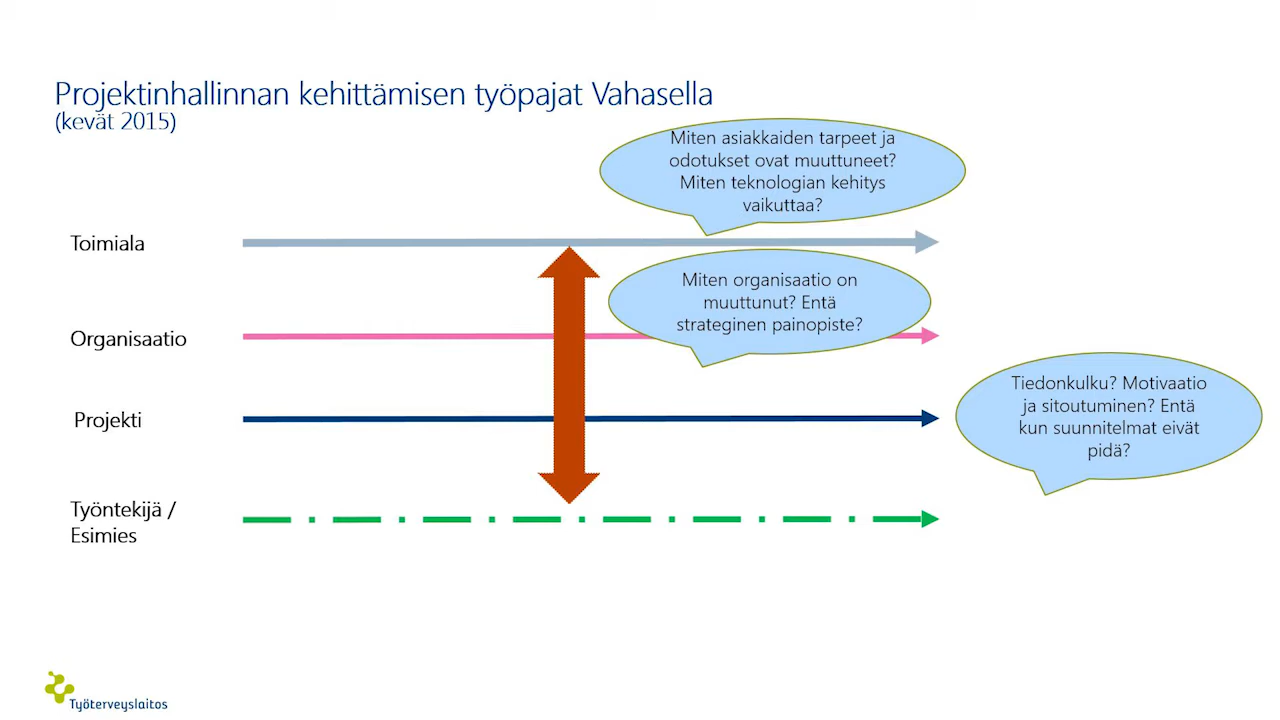 Projektinhallinnan kehittämisen työpajat Vahasella
(kevät 2015)
Miten asiakkaiden tarpeet ja
odotukset ovat muuttuneet?
Miten teknologian kehitys
vaikuttaa?
Toimiala
Miten organisaatio on
muuttunut? Entä
strateginen painopiste?
Organisaatio
Tiedonkulku? Motivaatio
ja sitoutuminen? Entä
kun suunnitelmat eivät
pidä?
Projekti
Työntekijä /
Esimies
Työterveyslaitos